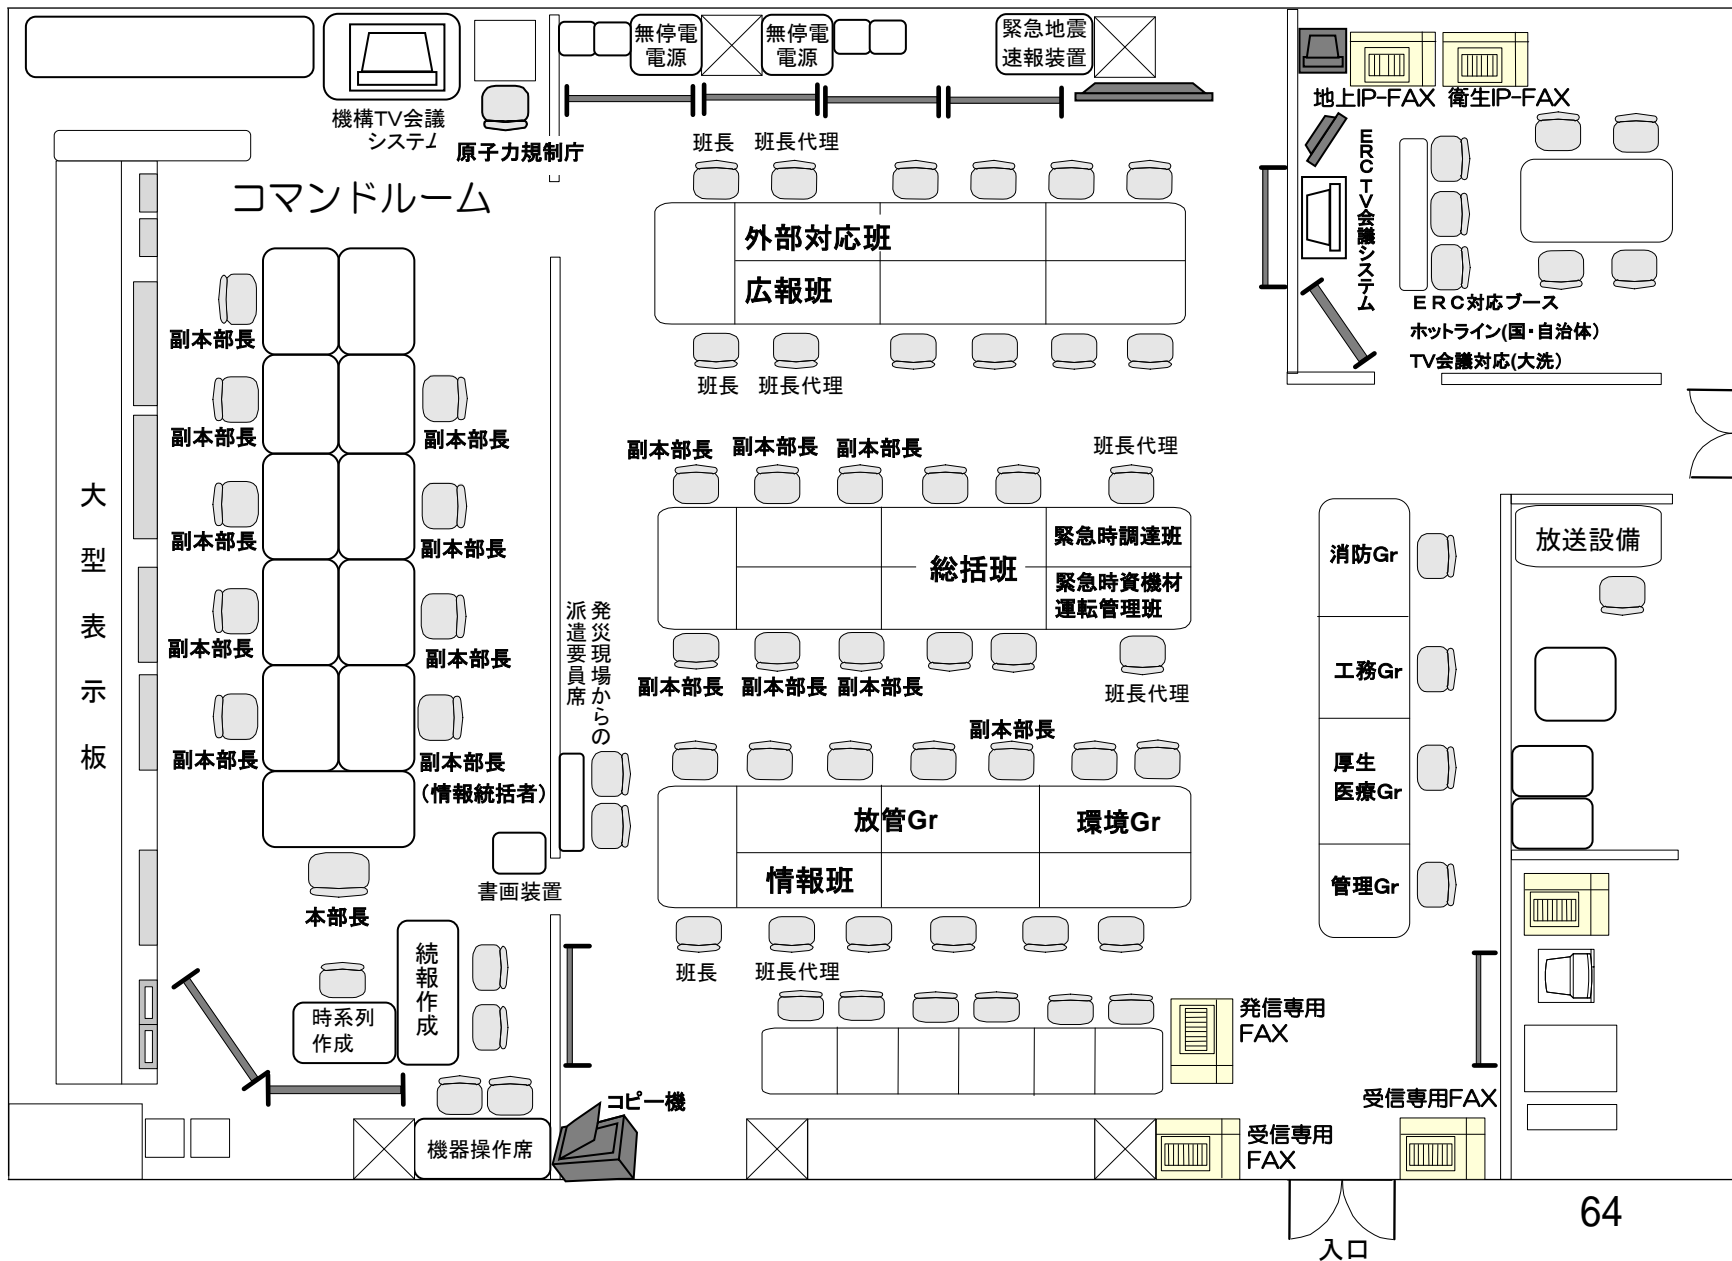 無停電
電源
無停電
電源
緊急地震
速報装置
機構TV会議
システム
原子力規制庁
地上IP-FAX
衛生IP-FAX
班長
班長代理
コマンドルーム
ERC TV会議システム
外部対応班
広報班
ERC対応ブース
ホットライン(国・自治体)
TV会議対応(大洗)
班長
班長代理
副本部長
副本部長
副本部長
副本部長
副本部長
副本部長
副本部長
副本部長
副本部長
副本部長
(情報統括者)
本部長
大型表示板
副本部長
副本部長
副本部長
班長代理
総括班
緊急時調達班
緊急時資機材
運転管理班
発災現場からの
派遣要員席
副本部長
副本部長
副本部長
班長代理
副本部長
消防Gr
工務Gr
厚生
医療Gr
管理Gr
放送設備
放管Gr
環境Gr
情報班
書画装置
班長
班長代理
続報作成
時系列
作成
発信専用
FAX
コピー機
機器操作席
受信専用
FAX
受信専用FAX
入口
64